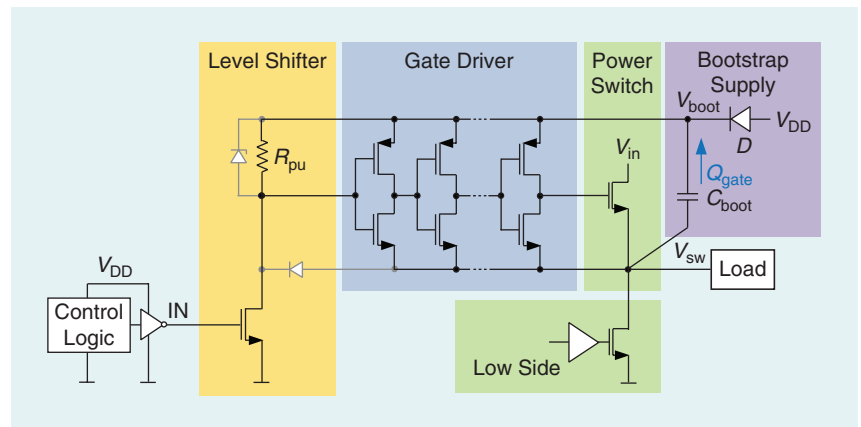 Level Shifter
Gate Driver
Power
Switch
Bootstrap
Supply
V_boot
V_DD
D
R_pu
V_in
Q_gate
C_boot
V_sw
Load
V_DD
IN
Control
Logic
Low Side